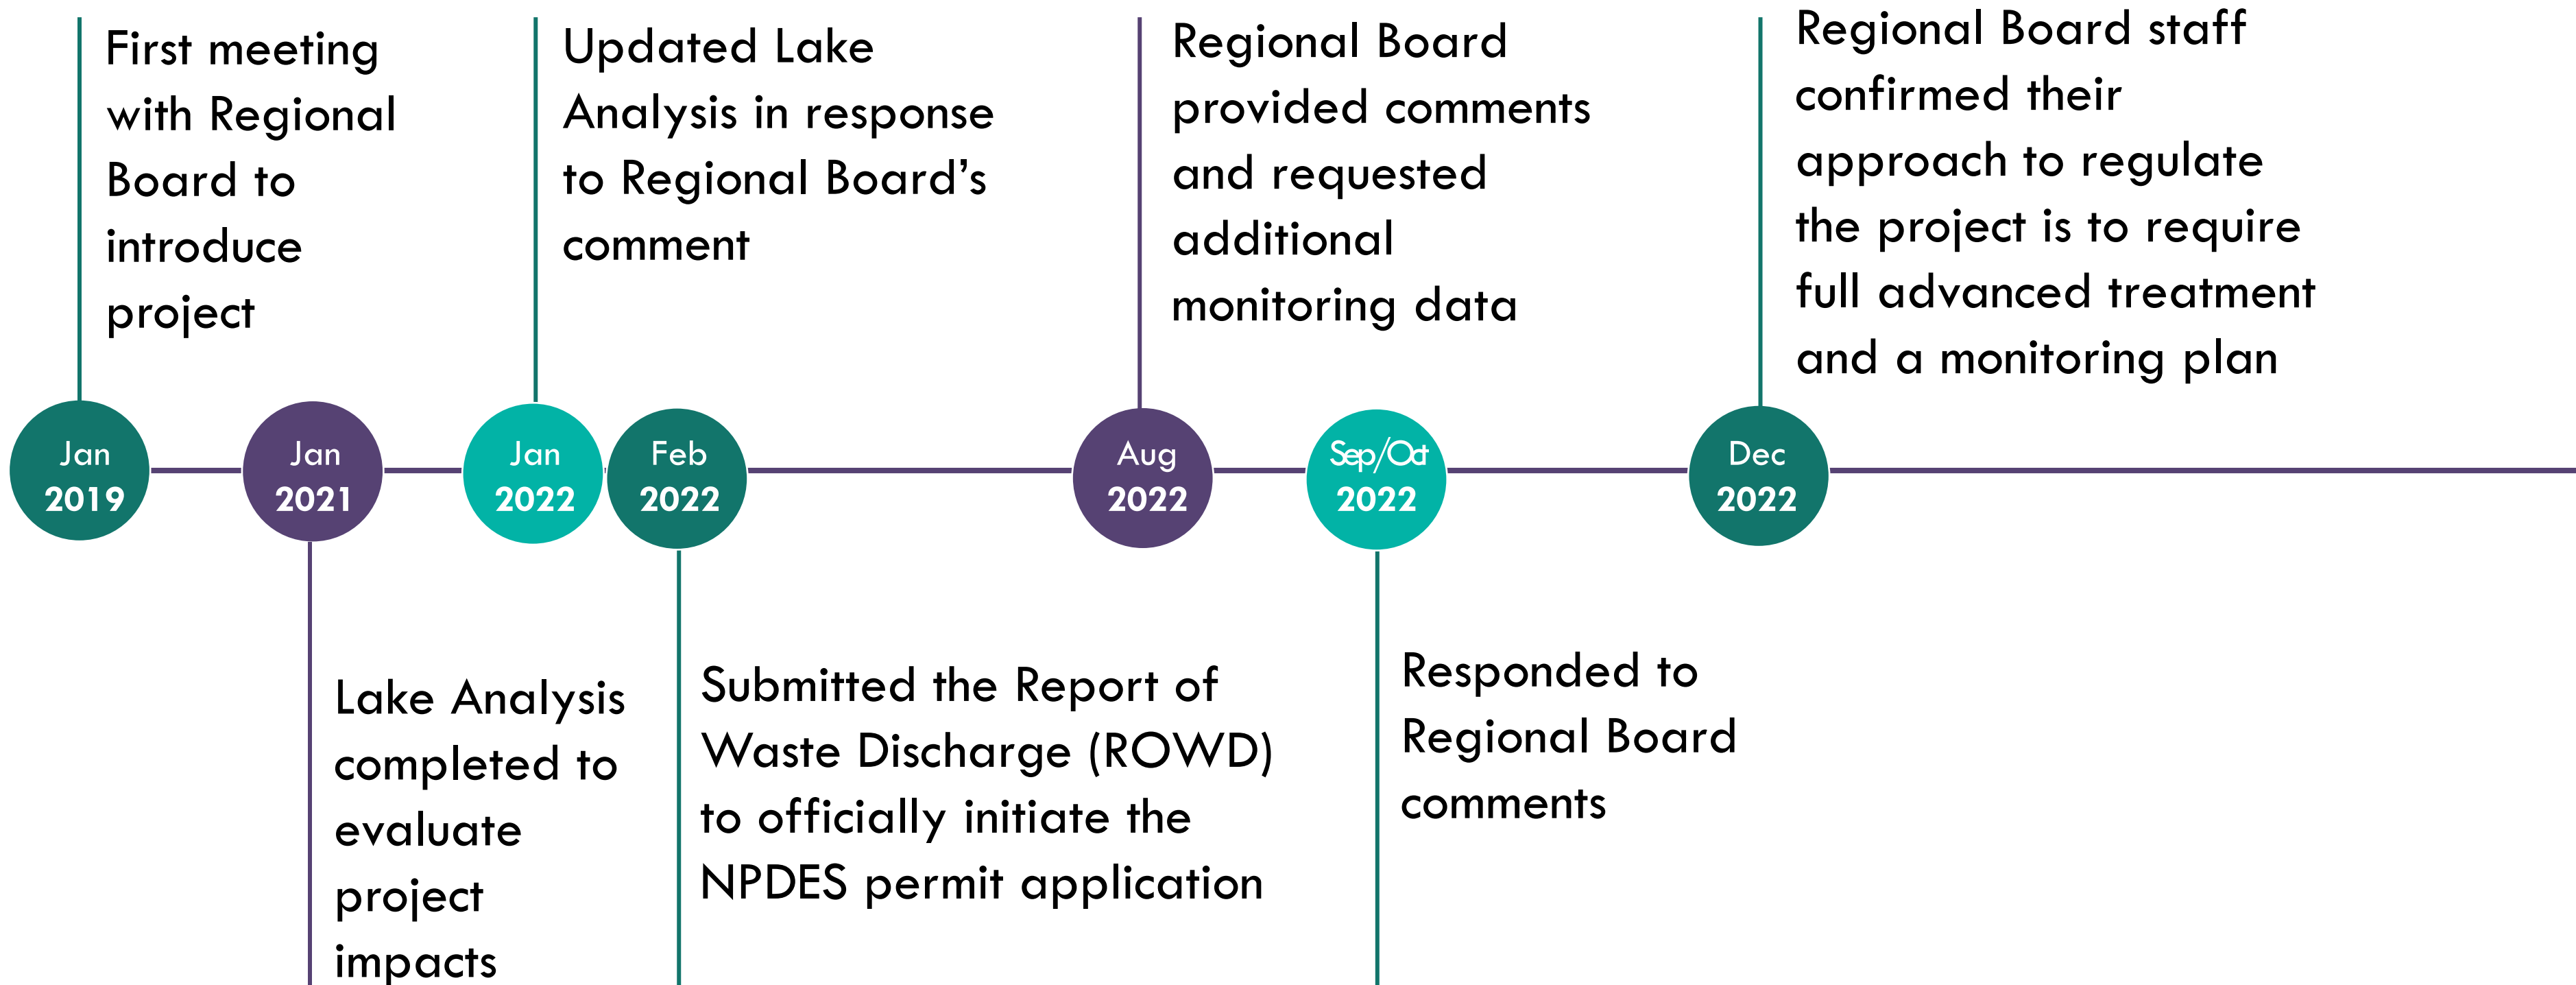 First meeting
with Regional
Board to
introduce
project
Updated Lake
Analysis in response
to Regional Board’s
comment
Regional Board
provided comments
and requested
additional
monitoring data
Regional Board staff
confirmed their
approach to regulate
the project is to require
full advanced treatment
and a monitoring plan
Jan
2019
Jan
2021
Jan
2022
Feb
2022
Aug
2022
Sep/Oct
2022
Dec
2022
Lake Analysis
completed to
evaluate
project
impacts
Submitted the Report of
Waste Discharge (ROWD)
to officially initiate the
NPDES permit application
Responded to
Regional Board
comments